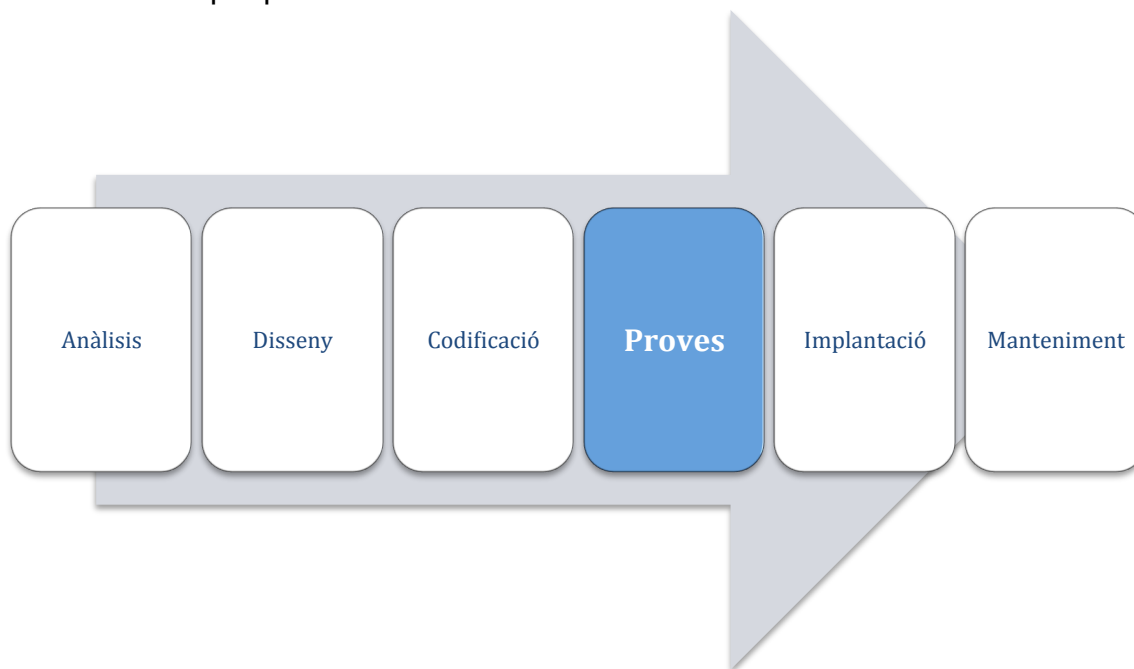 Anàlisis
Disseny
Codificació
Proves
Implantació
Manteniment